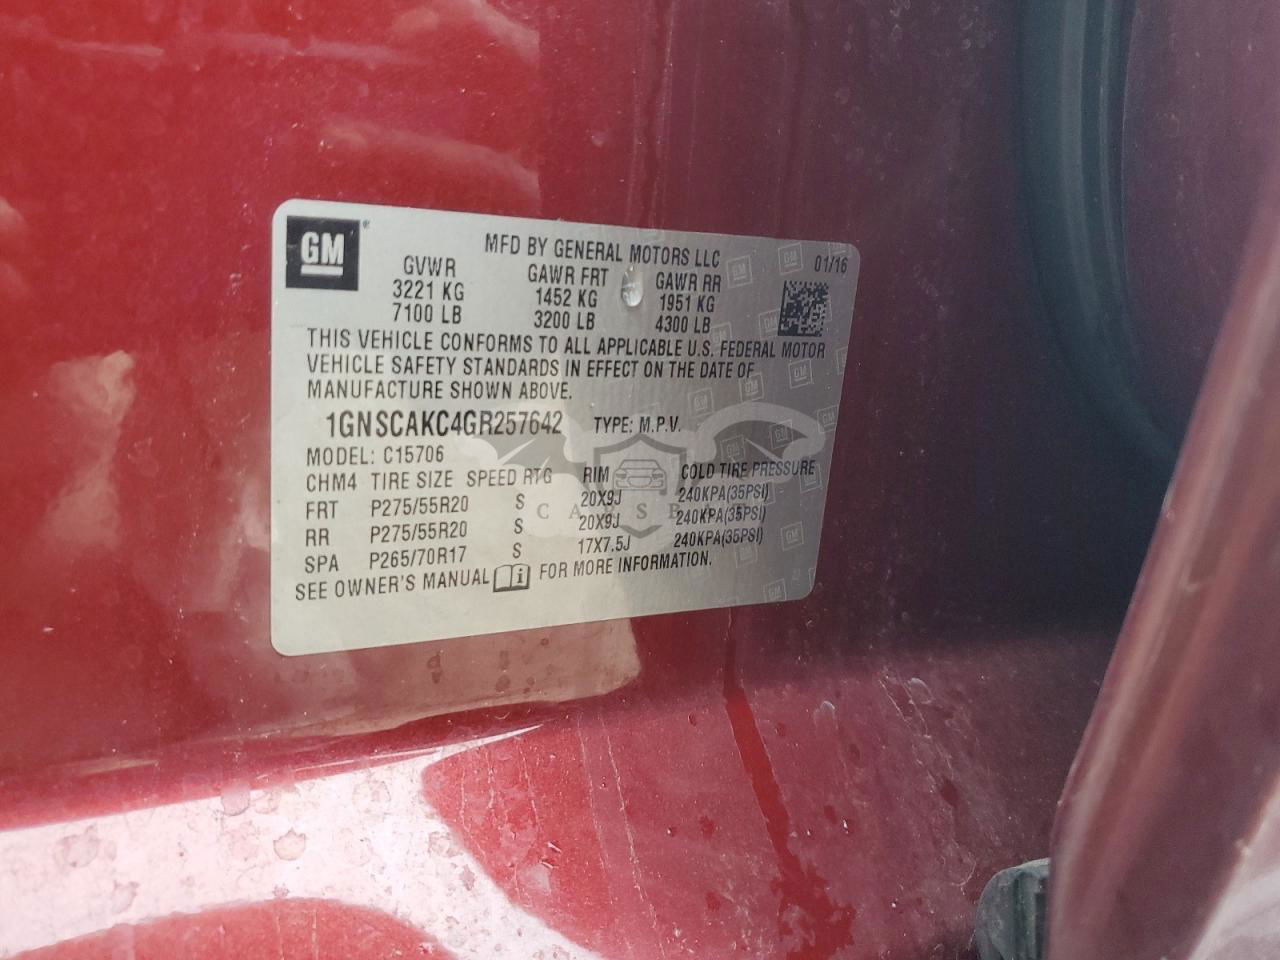 GM®
MFD BY GENERAL MOTORS LLC
01/16
GVWR GAWR FRT GAWR RR
3221 KG 1452 KG 1951 KG
7100 LB 3200 LB 4300 LB
THIS VEHICLE CONFORMS TO ALL APPLICABLE U.S. FEDERAL MOTOR
VEHICLE SAFETY STANDARDS IN EFFECT ON THE DATE OF
MANUFACTURE SHOWN ABOVE.
1GNSCAKC4GR257642 TYPE: M.P.V.
MODEL: C15706
CHM4 TIRE SIZE SPEED RTG RIM COLD TIRE PRESSURE
FRT P275/55R20 S 20X9J 240KPA(35PSI)
RR P275/55R20 S 20X9J 240KPA(35PSI)
SPA P265/70R17 S 17X7.5J 240KPA(35PSI)
SEE OWNER'S MANUAL i FOR MORE INFORMATION.